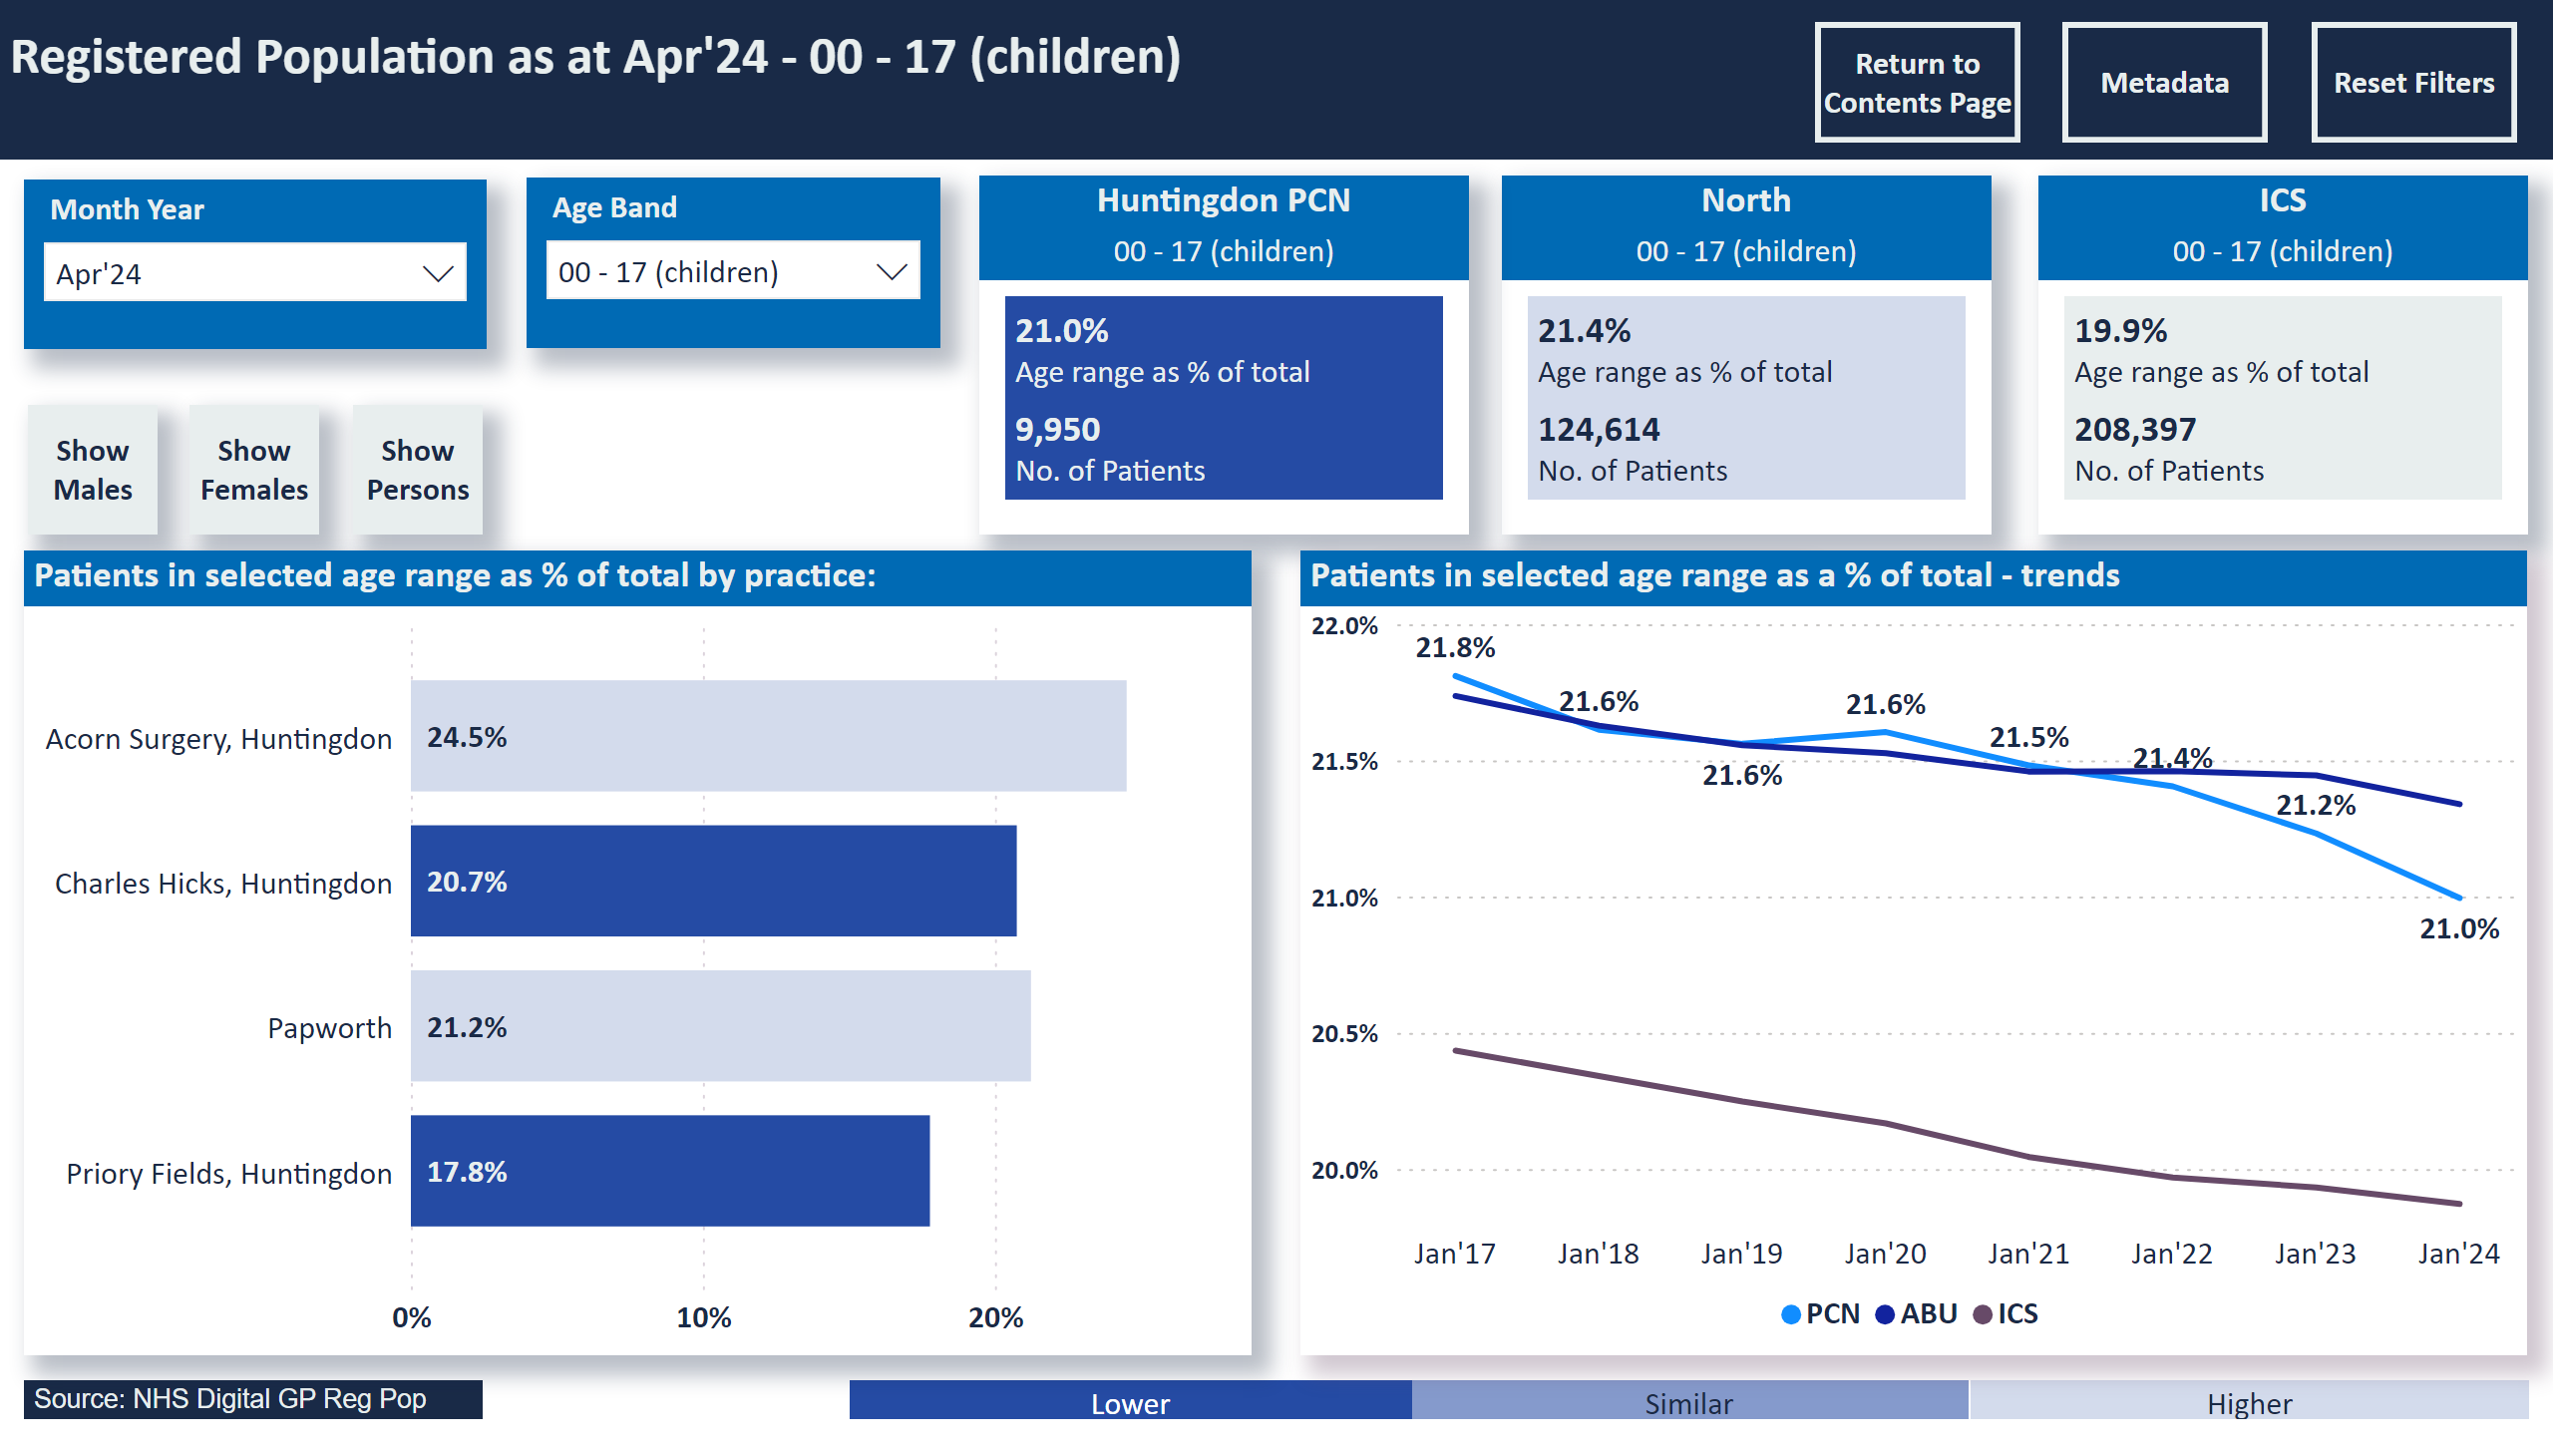 Registered Population as at Apr'24 - 00 - 17 (children)
Return to
Contents Page
Metadata
Reset Filters
Month Year
Apr'24
Age Band
00 - 17 (children)
Show
Males
Show
Females
Show
Persons
Huntingdon PCN
00 - 17 (children)
21.0%
Age range as % of total
9,950
No. of Patients
North
00 - 17 (children)
21.4%
Age range as % of total
124,614
No. of Patients
ICS
00 - 17 (children)
19.9%
Age range as % of total
208,397
No. of Patients
Patients in selected age range as % of total by practice:
Acorn Surgery, Huntingdon
24.5%
Charles Hicks, Huntingdon
20.7%
Papworth
21.2%
Priory Fields, Huntingdon
17.8%
0%
10%
20%
Patients in selected age range as a % of total - trends
22.0%
21.5%
21.0%
20.5%
20.0%
21.8%
21.6%
21.6%
21.6%
21.5%
21.4%
21.2%
21.0%
Jan'17
Jan'18
Jan'19
Jan'20
Jan'21
Jan'22
Jan'23
Jan'24
PCN
ABU
ICS
Source: NHS Digital GP Reg Pop
Lower
Similar
Higher